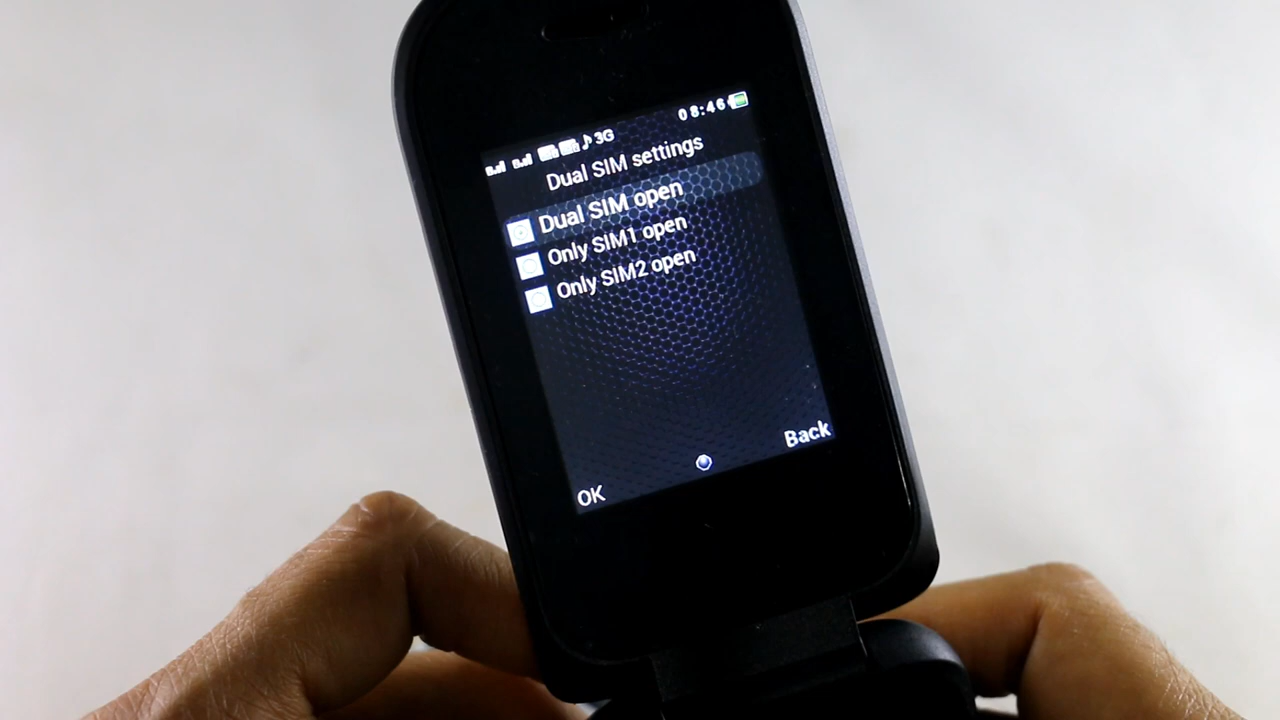 3G 08:46
Dual SIM settings
Dual SIM open
Only SIM1 open
Only SIM2 open
OK Back